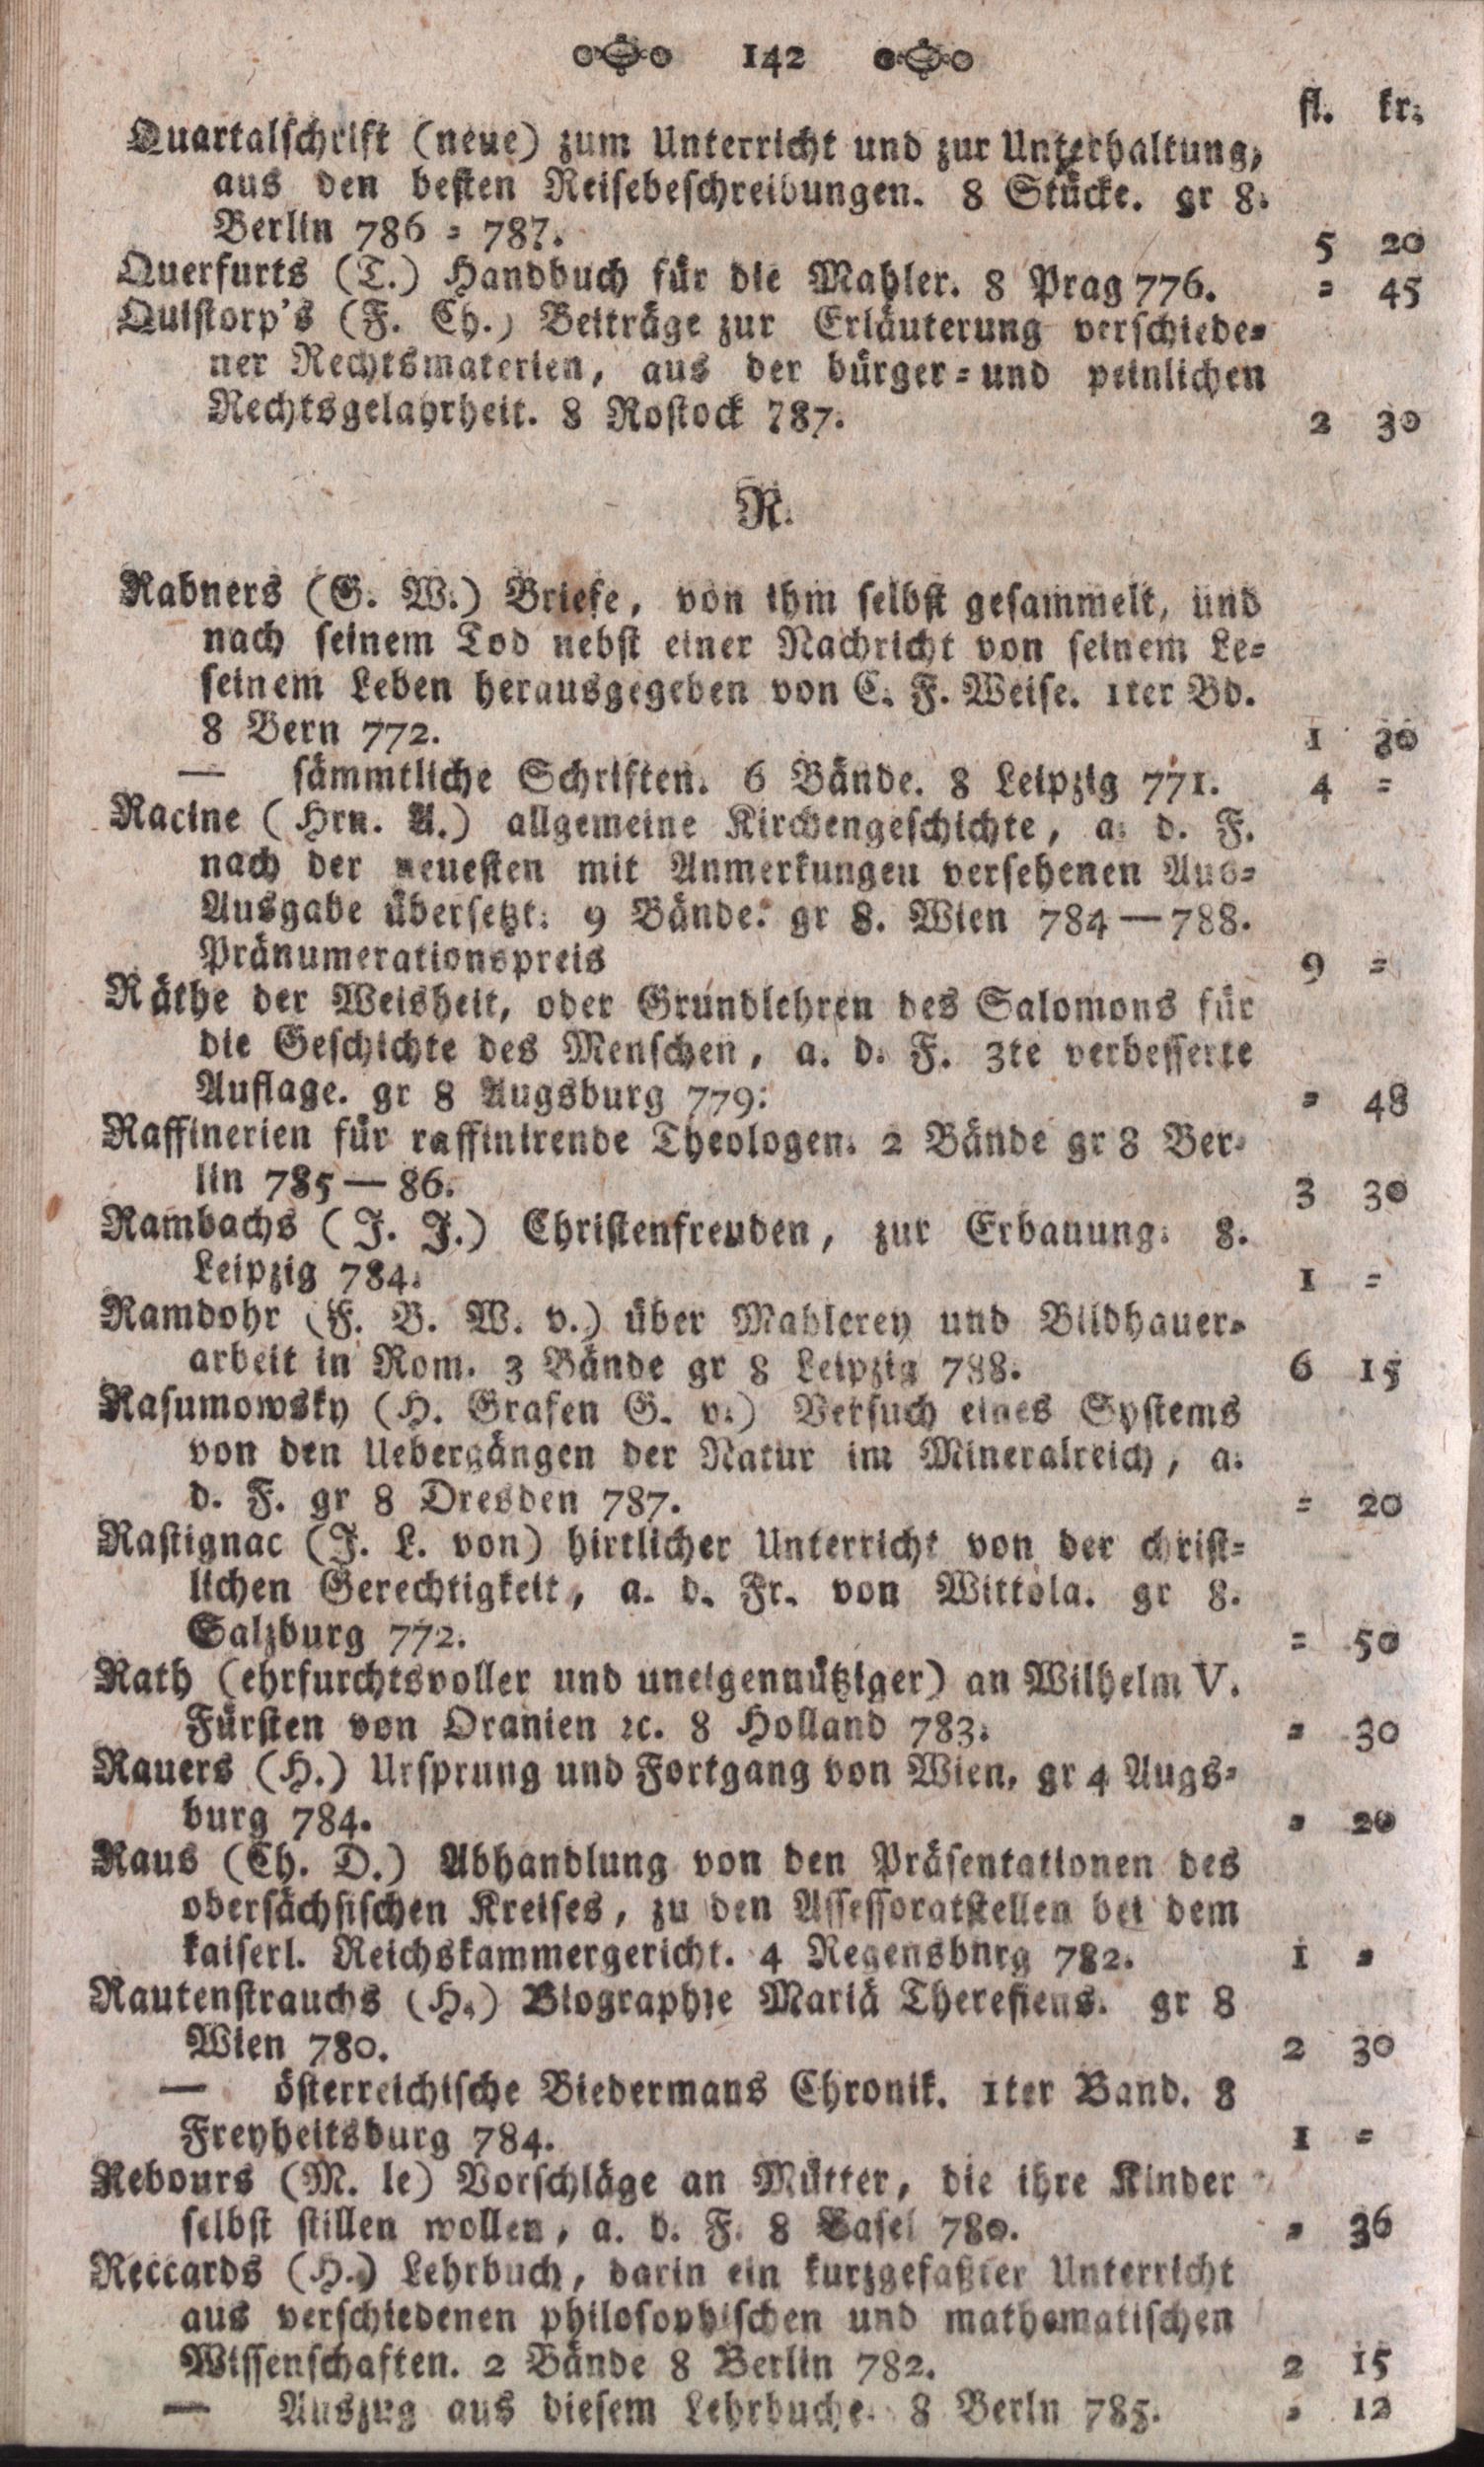 142
fl. kr.
Quartalschrift (neue) zum Unterricht und zur Unterhaltung,
aus den besten Reisebeschreibungen. 8 Stücke. gr 8.
Berlin 786 = 787. 5 20
Querfurts (T.) Handbuch für die Mahler. 8 Prag 776. = 45
Quistorp's (F. Ch.) Beiträge zur Erläuterung verschiede=
ner Rechtsmaterien, aus der bürger=und peinlichen
Rechtsgelahrheit. 8 Rostock 787. 2 30
R.
Rabners (G. W.) Briefe, von ihm selbst gesammelt, und
nach seinem Tod nebst einer Nachricht von seinem Le=
seinem Leben herausgegeben von C. F. Weise. 1ter Bd.
8 Bern 772. 1 30
— sämmtliche Schriften. 6 Bände. 8 Leipzig 771. 4 =
Racine (Hrn. A.) allgemeine Kirchengeschichte, a. d. F.
nach der neuesten mit Anmerkungen versehenen Aus=
Ausgabe übersetzt. 9 Bände. gr 8. Wien 784 — 788.
Pränumerationspreis 9 =
Räthe der Weisheit, oder Grundlehren des Salomons für
die Geschichte des Menschen, a. d. F. 3te verbesserte
Auflage. gr 8 Augsburg 779. = 48
Raffinerien für raffinirende Theologen. 2 Bände gr 8 Ber=
lin 785 — 86. 3 30
Rambachs (J. J.) Christenfreuden, zur Erbauung. 8.
Leipzig 784. 1 =
Ramdohr (F. B. W. v.) über Mahlerey und Bildhauer=
arbeit in Rom. 3 Bände gr 8 Leipzig 788. 6 15
Rasumowsky (H. Grafen G. v.) Versuch eines Systems
von den Uebergängen der Natur im Mineralreich, a.
d. F. gr 8 Dresden 787. = 20
Rastignac (J. L. von) hirtlicher Unterricht von der christ=
lichen Gerechtigkeit, a. d. Fr. von Wittola. gr 8.
Salzburg 772. = 50
Rath (ehrfurchtsvoller und uneigennütziger) an Wilhelm V.
Fürsten von Oranien ꝛc. 8 Holland 783. = 30
Rauers (H.) Ursprung und Fortgang von Wien. gr 4 Augs=
burg 784. = 20
Raus (Ch. D.) Abhandlung von den Präsentationen des
obersächsischen Kreises, zu den Assessoratstellen bei dem
kaiserl. Reichskammergericht. 4 Regensbnrg 782. 1 =
Rautenstrauchs (H.) Biographie Mariä Theresiens. gr 8
Wien 780. 2 30
— österreichische Biedermans Chronik. 1ter Band. 8
Freyheitsburg 784. 1 =
Rebours (M. le) Vorschläge an Mütter, die ihre Kinder
selbst stillen wollen, a. d. F. 8 Basel 780. = 36
Reccards (H.) Lehrbuch, darin ein kurzgefaßter Unterricht
aus verschiedenen philosophischen und mathematischen
Wissenschaften. 2 Bände 8 Berlin 782. 2 15
— Auszug aus diesem Lehrbuche. 8 Berln 785. = 12